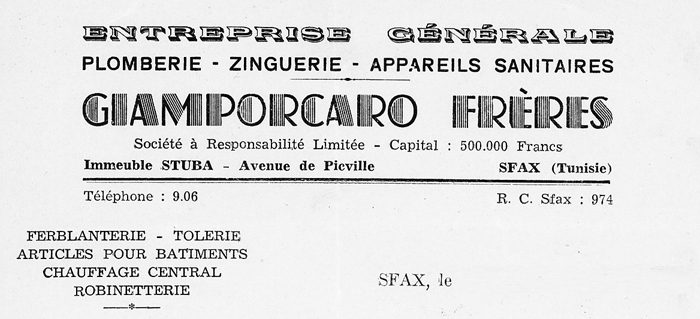 ENTREPRISE GÉNÉRALE
PLOMBERIE - ZINGUERIE - APPAREILS SANITAIRES
GIAMPORCARO FRÈRES
Société à Responsabilité Limitée - Capital : 500.000 Francs
Immeuble STUBA - Avenue de Picville SFAX (Tunisie)
Téléphone : 9.06 R. C. Sfax : 974
FERBLANTERIE - TOLERIE
ARTICLES POUR BATIMENTS
CHAUFFAGE CENTRAL
ROBINETTERIE
SFAX, le